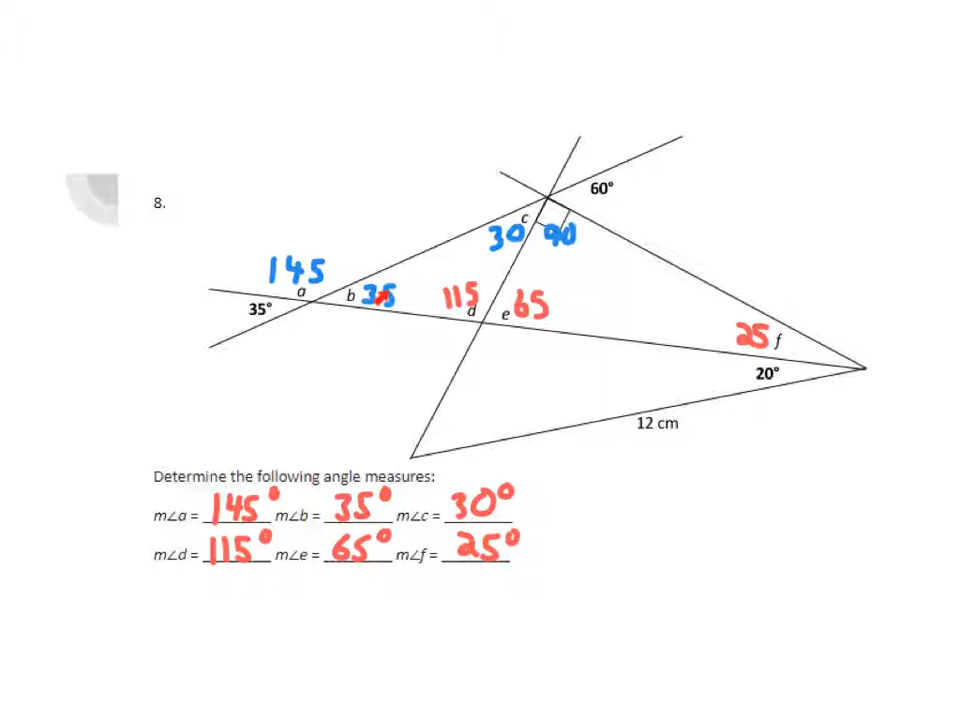 60°
8.
c
30 90
145
a
b 35
35°
115
d
e 65
25 f
20°
12 cm
Determine the following angle measures:
m∠a = 145° m∠b = 35° m∠c = 30°
m∠d = 115° m∠e = 65° m∠f = 25°